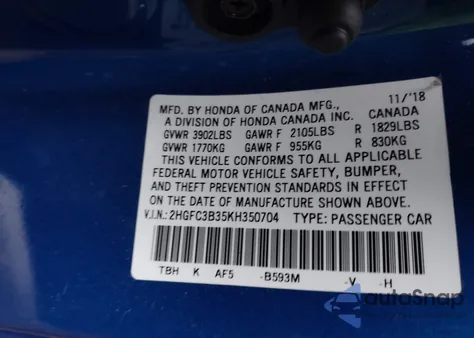 MFD. BY HONDA OF CANADA MFG., 11/'18
A DIVISION OF HONDA CANADA INC. CANADA
GVWR 3902LBS GAWR F 2105LBS R 1829LBS
GVWR 1770KG GAWR F 955KG R 830KG
THIS VEHICLE CONFORMS TO ALL APPLICABLE
FEDERAL MOTOR VEHICLE SAFETY, BUMPER,
AND THEFT PREVENTION STANDARDS IN EFFECT
ON THE DATE OF MANUFACTURE SHOWN ABOVE.
V.I.N.: 2HGFC3B35KH350704 TYPE: PASSENGER CAR
TBH K AF5 -B593M -V -H
autoSnap